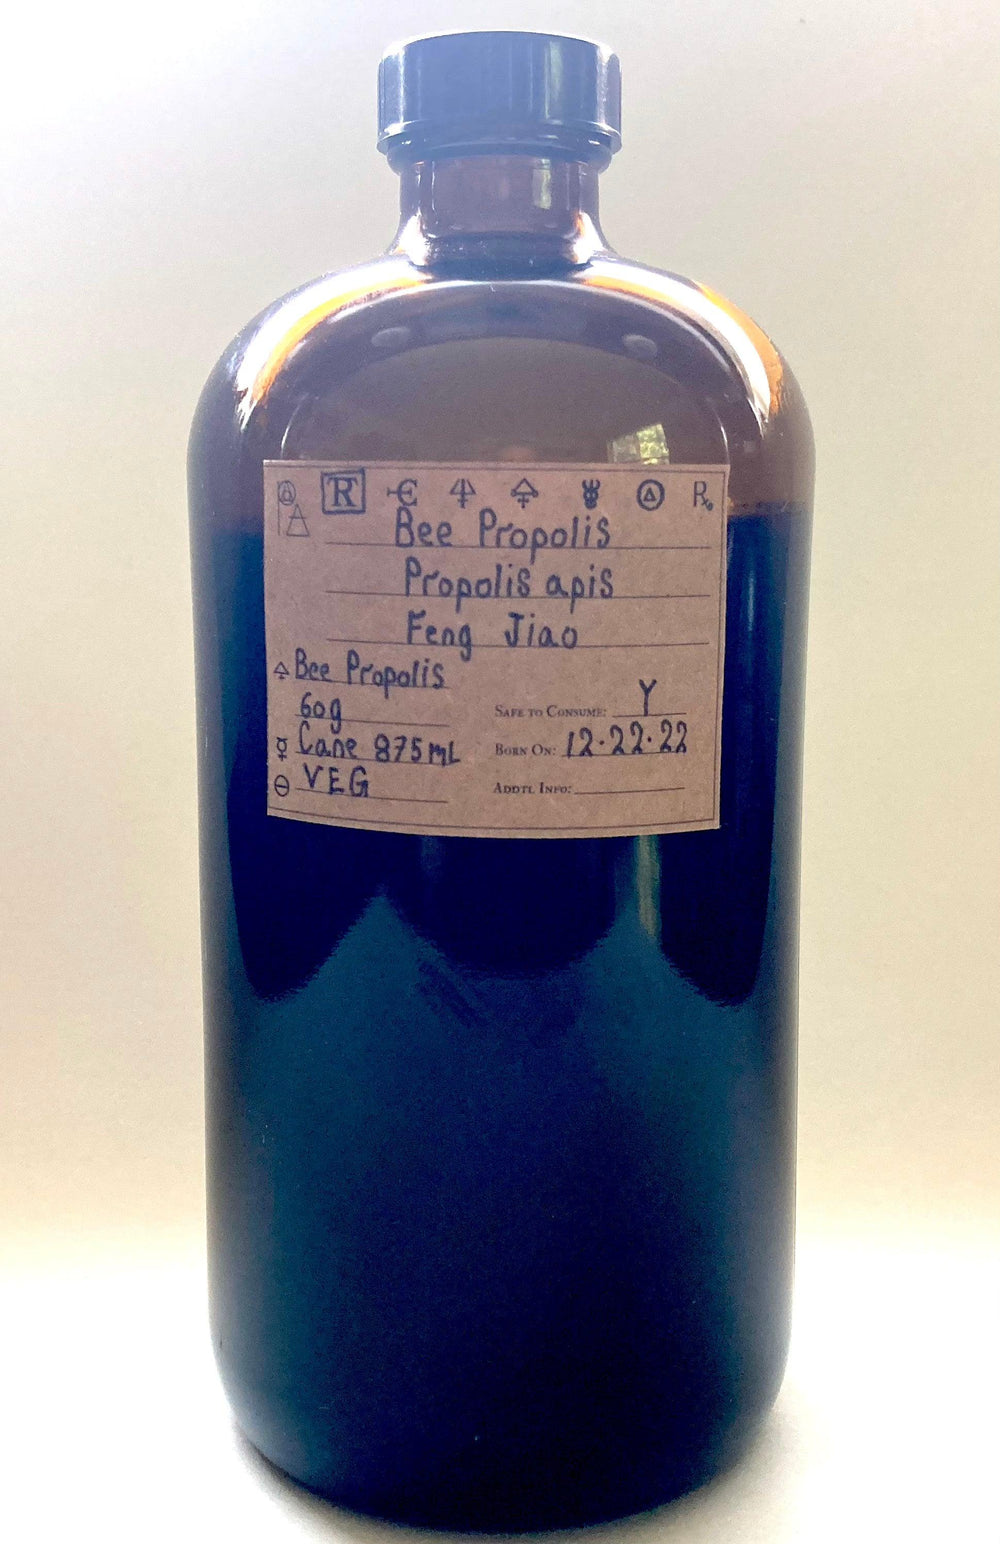 R Rx
Bee Propolis
Propolis apis
Feng Jiao
Bee Propolis
60g
Cane 875mL
VEG
SAFE TO CONSUME: Y
BORN ON: 12·22·22
ADDTL INFO: